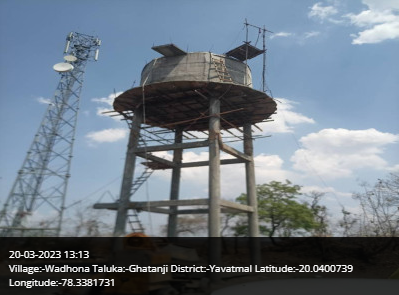 20-03-2023 13:13
Village:-Wadhona Taluka:-Ghatanji District:-Yavatmal Latitude:-20.0400739
Longitude:-78.3381731